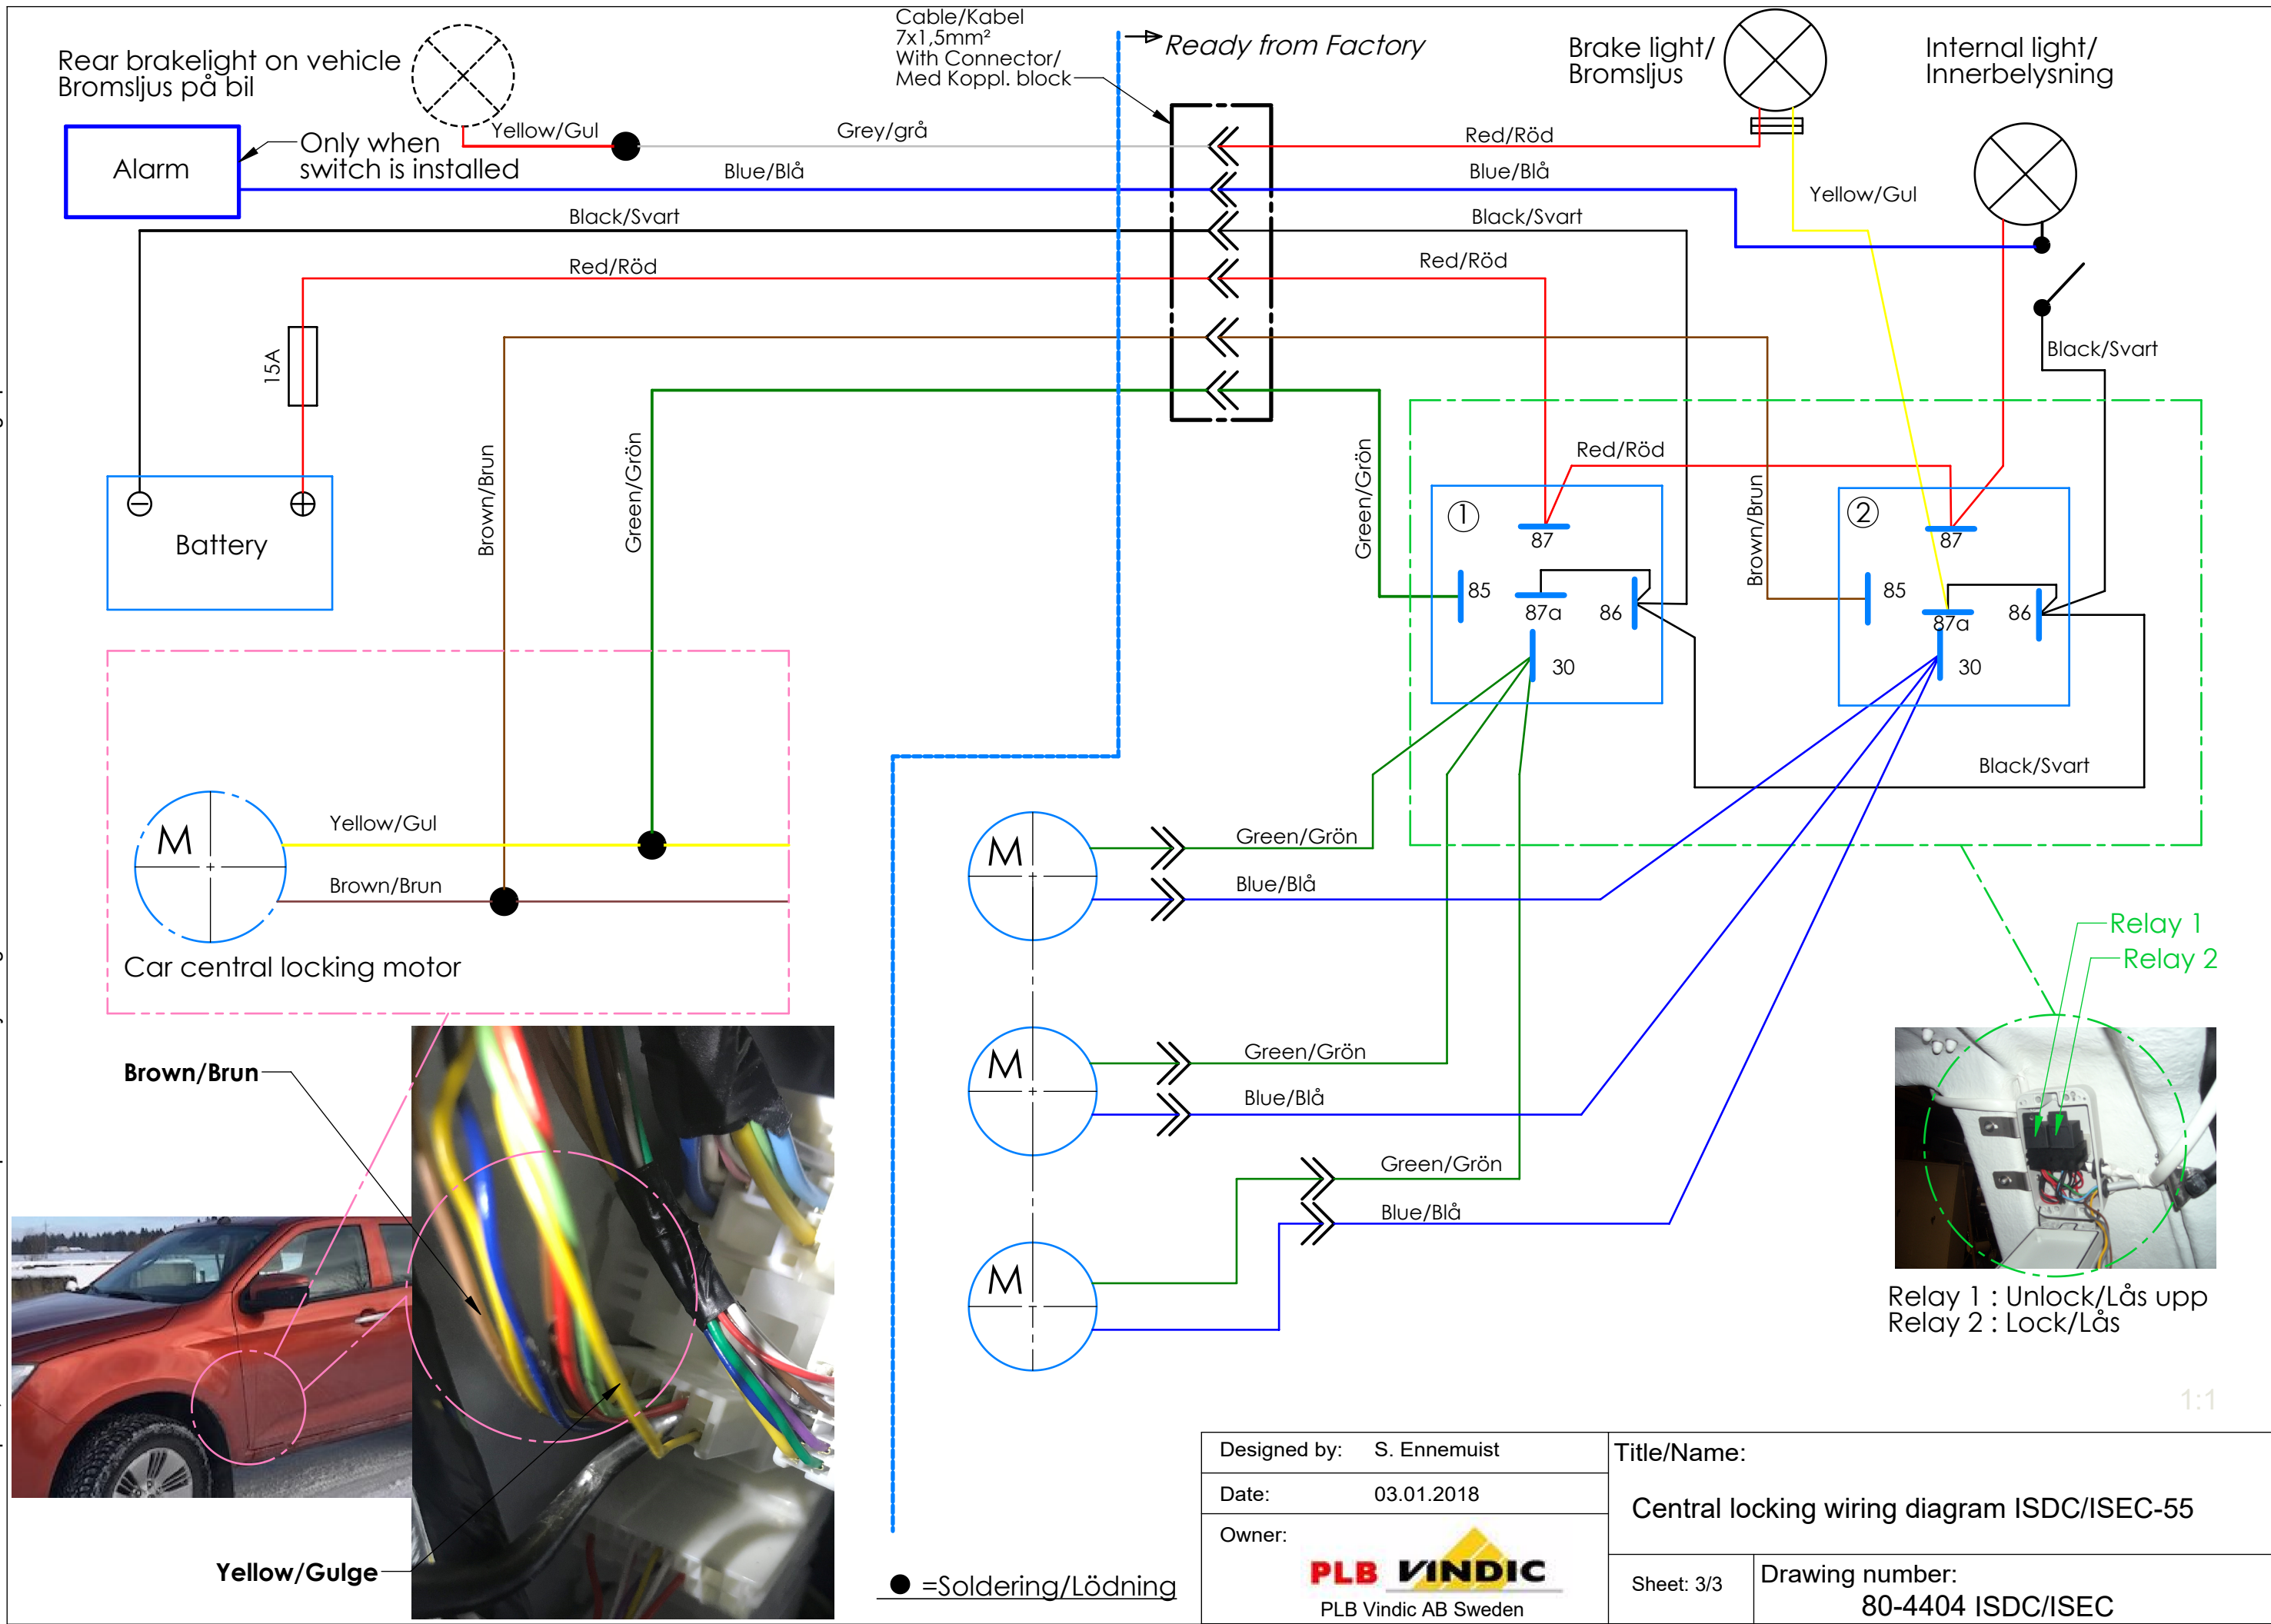 Rear brakelight on vehicle
Bromsljus på bil
Alarm
Only when
switch is installed
Yellow/Gul
Grey/grå
Blue/Blå
Black/Svart
Red/Röd
Cable/Kabel
7x1,5mm²
With Connector/
Med Koppl. block
Ready from Factory
Brake light/
Bromsljus
Internal light/
Innerbelysning
Red/Röd
Blue/Blå
Yellow/Gul
Black/Svart
Red/Röd
Black/Svart
15A
Battery
Brown/Brun
Green/Grön
Green/Grön
Red/Röd
Brown/Brun
1
87
85
87a
86
30
2
87
85
87a
86
30
Black/Svart
M
Yellow/Gul
Brown/Brun
Car central locking motor
M
Green/Grön
Blue/Blå
M
Green/Grön
Blue/Blå
M
Green/Grön
Blue/Blå
Relay 1
Relay 2
Relay 1 : Unlock/Lås upp
Relay 2 : Lock/Lås
Brown/Brun
Yellow/Gulge
=Soldering/Lödning
1:1
Designed by: S. Ennemuist
Date: 03.01.2018
Owner:
PLB VINDIC
PLB Vindic AB Sweden
Title/Name:
Central locking wiring diagram ISDC/ISEC-55
Sheet: 3/3
Drawing number:
80-4404 ISDC/ISEC